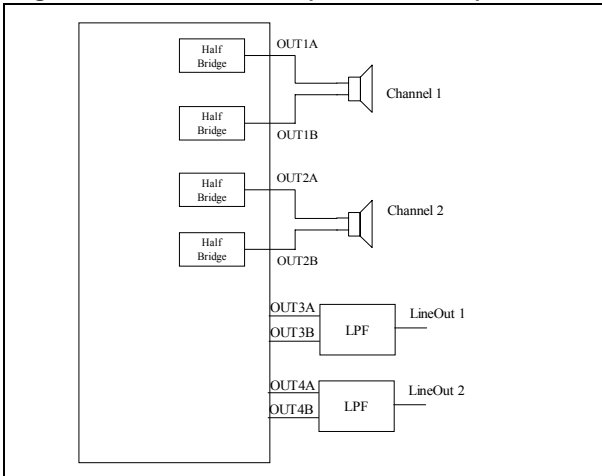 Half
Bridge
OUT1A
Channel 1
Half
Bridge
OUT1B
Half
Bridge
OUT2A
Channel 2
Half
Bridge
OUT2B
OUT3A
OUT3B
LPF
LineOut 1
OUT4A
OUT4B
LPF
LineOut 2